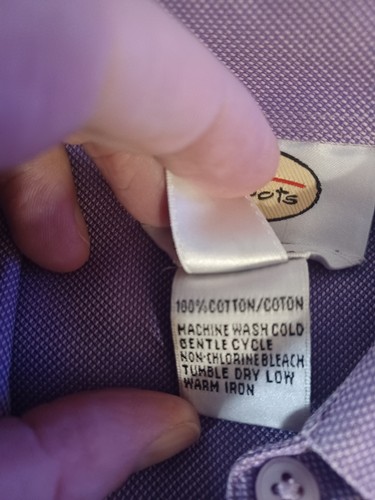 ots
100% COTTON/COTON
MACHINE WASH COLD
GENTLE CYCLE
NON-CHLORINE BLEACH
TUMBLE DRY LOW
WARM IRON